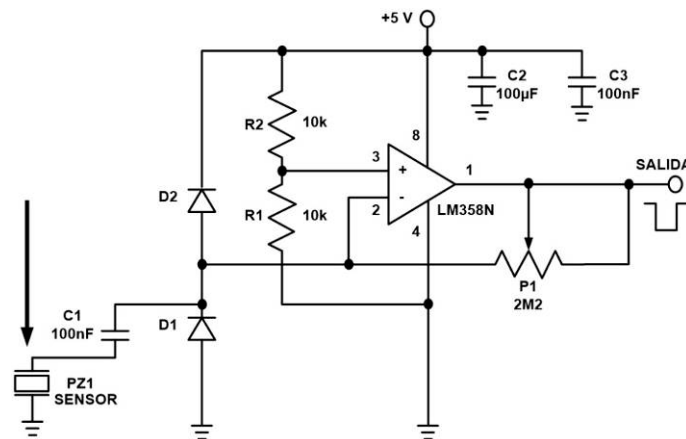 +5 V
C2
100µF
C3
100nF
R2
10k
8
3
+
1
SALIDA
D2
R1
10k
-
2
LM358N
4
P1
2M2
C1
100nF
D1
PZ1
SENSOR